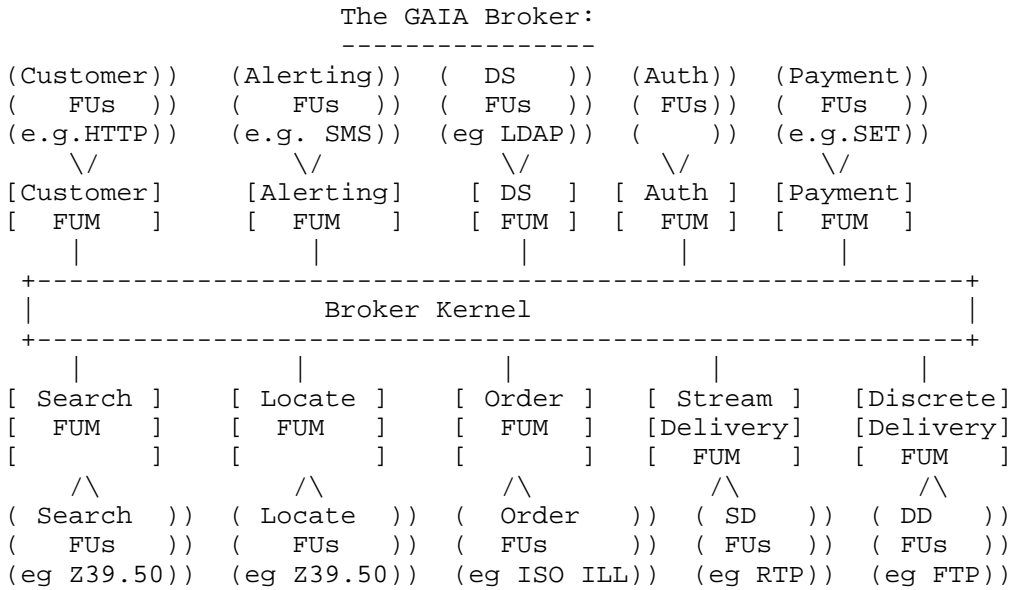 The GAIA Broker:
                     ----------------
(Customer))   (Alerting))  (  DS   ))  (Auth))  (Payment))
(   FUs  ))   (   FUs  ))  (  FUs  ))  ( FUs))  (  FUs  ))
(e.g.HTTP))   (e.g. SMS))  (eg LDAP))  (    ))  (e.g.SET))
    \/            \/           \/         \/       \/
[Customer]     [Alerting]    [ DS  ]  [ Auth ]  [Payment]
[  FUM   ]     [  FUM   ]    [ FUM ]  [  FUM ]  [  FUM  ]
    |              |            |         |         |
 +----------------------------------------------------------+
 |                  Broker Kernel                           |
 +----------------------------------------------------------+
    |             |            |            |            |
[ Search ]    [ Locate ]    [ Order ]   [ Stream ]   [Discrete]
[  FUM   ]    [  FUM   ]    [  FUM  ]   [Delivery]   [Delivery]
[        ]    [        ]    [       ]   [  FUM   ]   [  FUM   ]
    /\            /\           /\           /\           /\
( Search  ))  ( Locate  ))  (  Order   ))  ( SD   ))  ( DD   ))
(   FUs   ))  (   FUs   ))  (  FUs     ))  ( FUs  ))  ( FUs  ))
(eg Z39.50))  (eg Z39.50))  (eg ISO ILL))  (eg RTP))  (eg FTP))